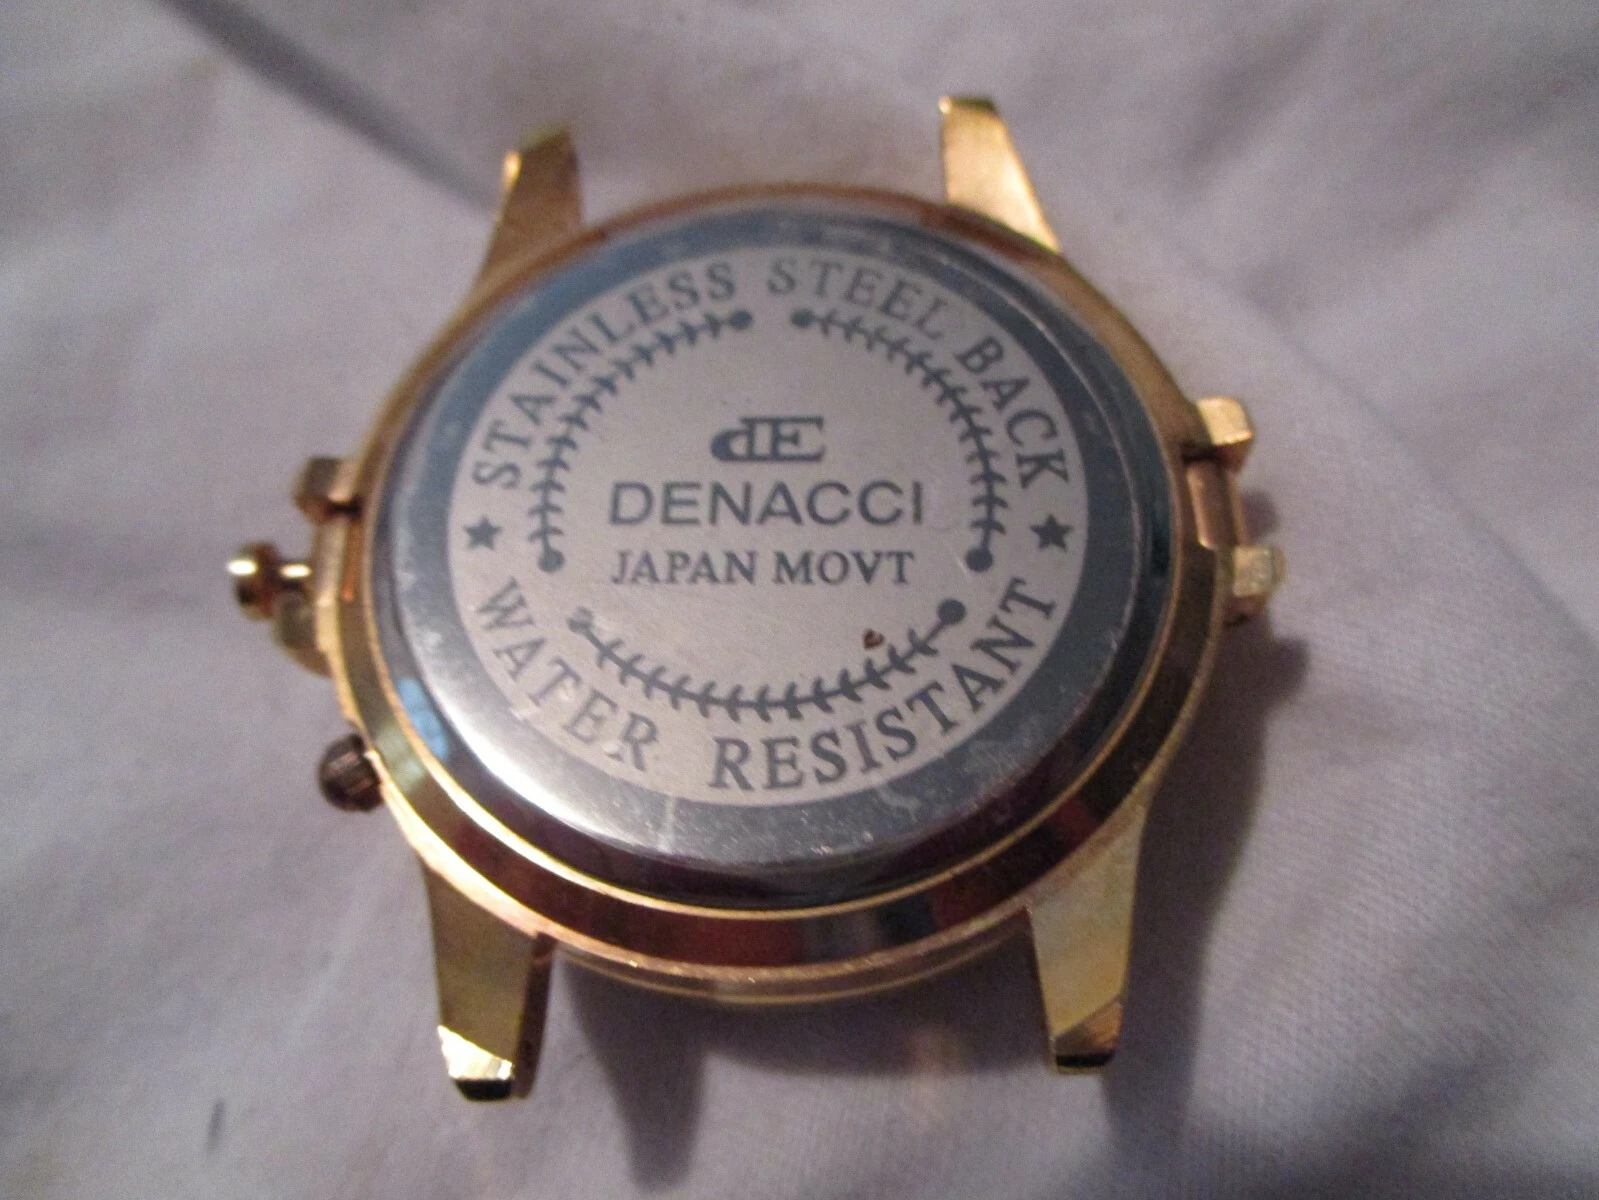 STAINLESS STEEL BACK
dE
DENACCI
JAPAN MOVT
WATER RESISTANT